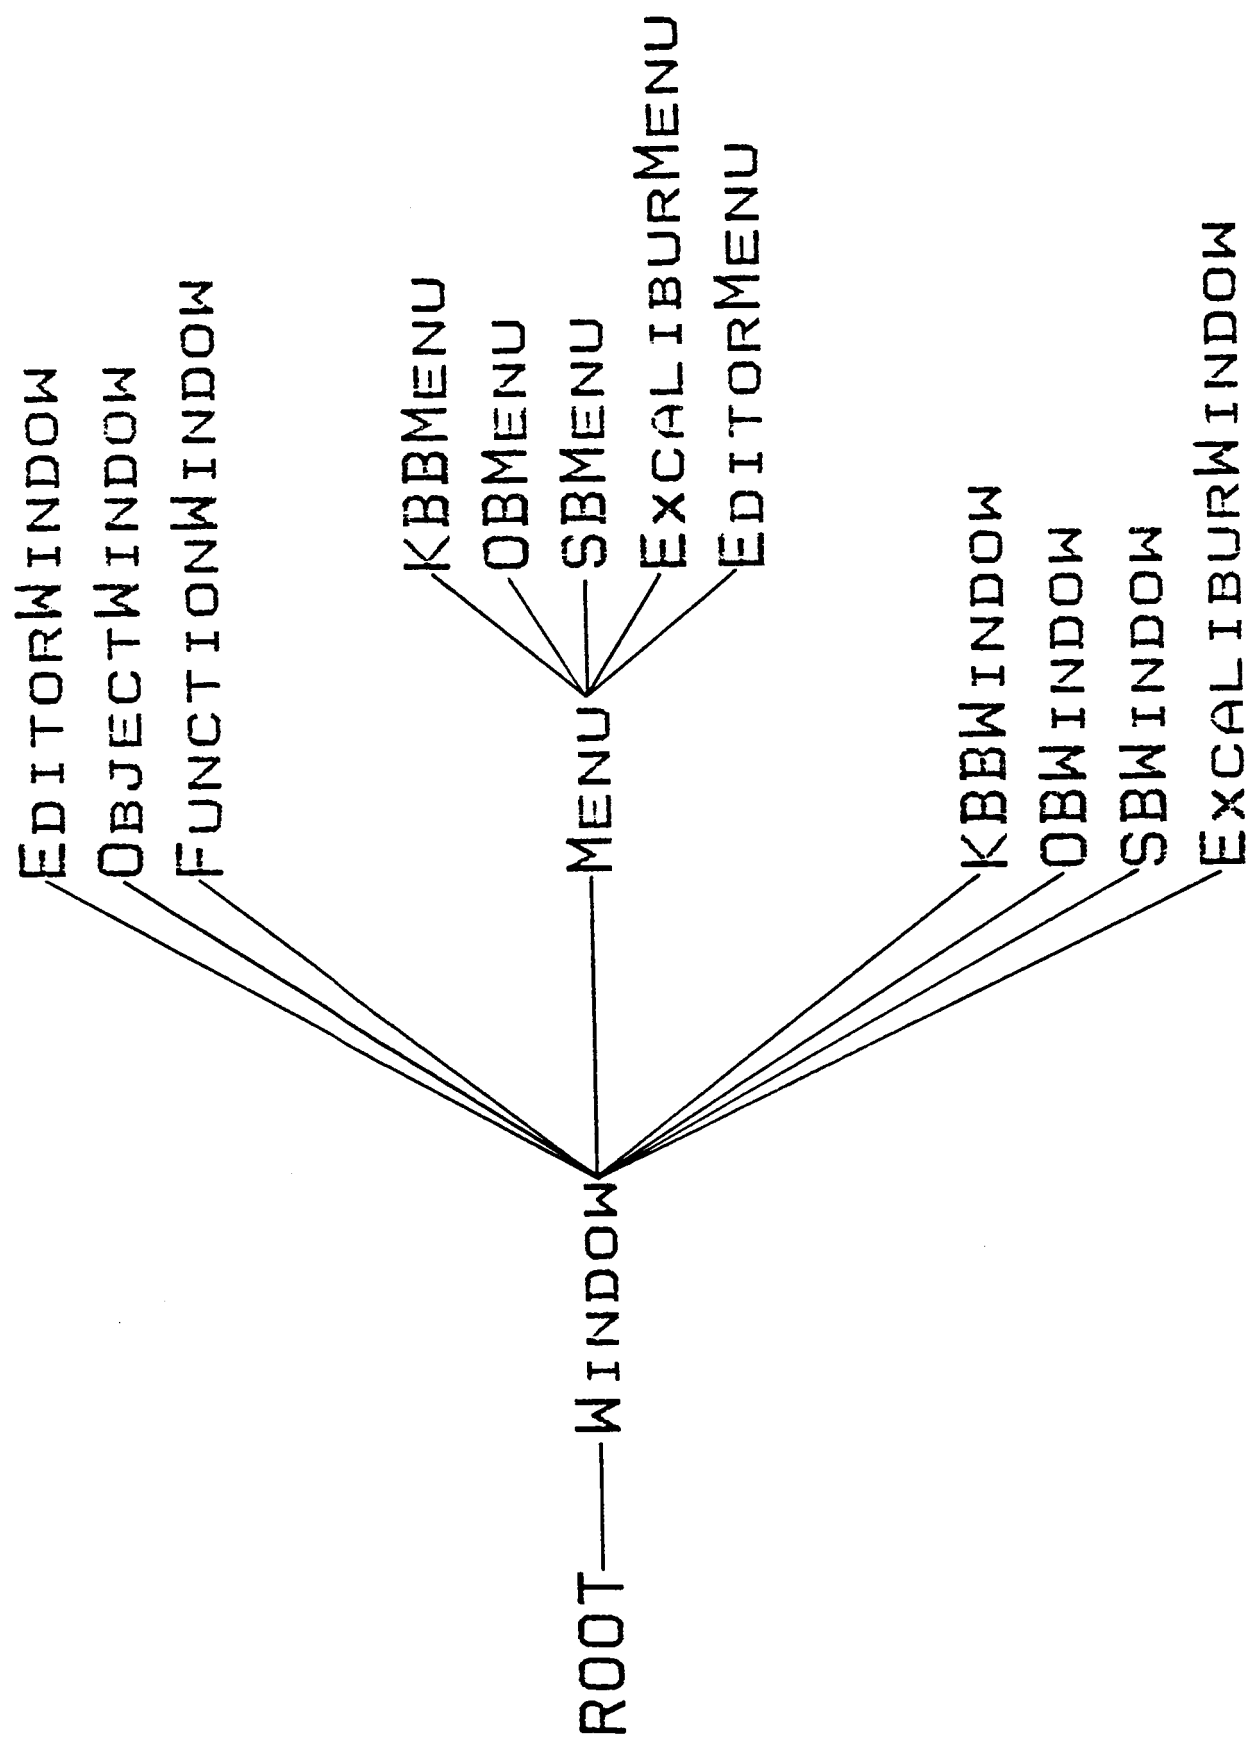 EDITORWINDOW
OBJECTWINDOW
FUNCTIONWINDOW
KBBMENU
OBMENU
SBMENU
EXCALIBURMENU
EDITORMENU
ROOT
WINDOW
MENU
KBBWINDOW
OBWINDOW
SBWINDOW
EXCALIBURWINDOW